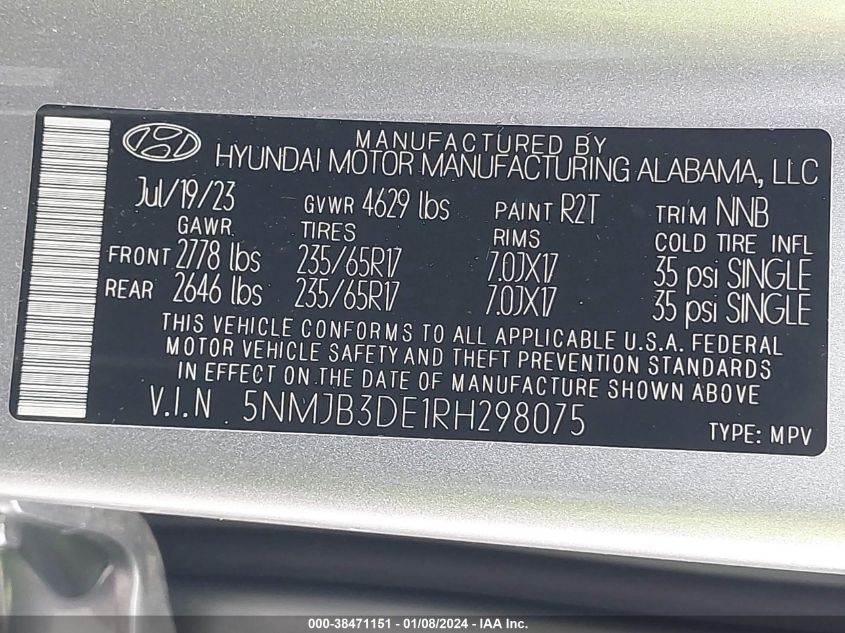 MANUFACTURED BY
HYUNDAI MOTOR MANUFACTURING ALABAMA, LLC
Jul/19/23 GVWR 4629 lbs PAINT R2T TRIM NNB
GAWR TIRES RIMS COLD TIRE INFL
FRONT 2778 lbs 235/65R17 7.0JX17 35 psi SINGLE
REAR 2646 lbs 235/65R17 7.0JX17 35 psi SINGLE
THIS VEHICLE CONFORMS TO ALL APPLICABLE U.S.A. FEDERAL
MOTOR VEHICLE SAFETY AND THEFT PREVENTION STANDARDS
IN EFFECT ON THE DATE OF MANUFACTURE SHOWN ABOVE
V.I.N 5NMJB3DE1RH298075
TYPE: MPV
000-38471151 - 01/08/2024 - IAA Inc.